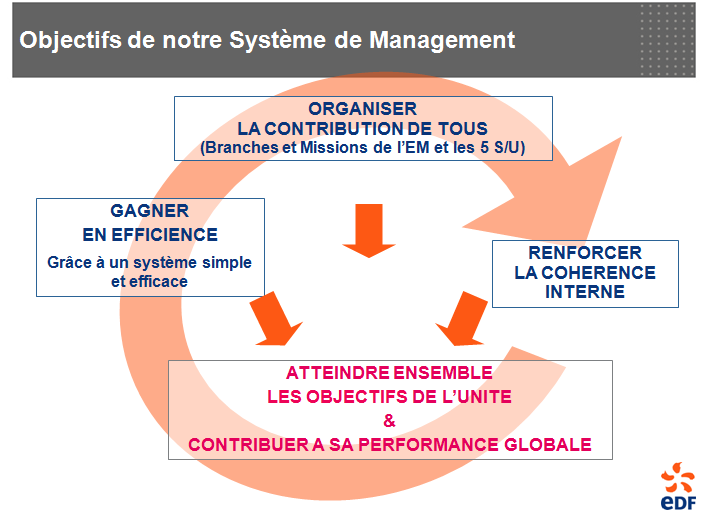 Objectifs de notre Système de Management
ORGANISER
LA CONTRIBUTION DE TOUS
(Branches et Missions de l'EM et les 5 S/U)
GAGNER
EN EFFICIENCE
Grâce à un système simple
et efficace
RENFORCER
LA COHERENCE
INTERNE
ATTEINDRE ENSEMBLE
LES OBJECTIFS DE L'UNITE
&
CONTRIBUER A SA PERFORMANCE GLOBALE
eDF